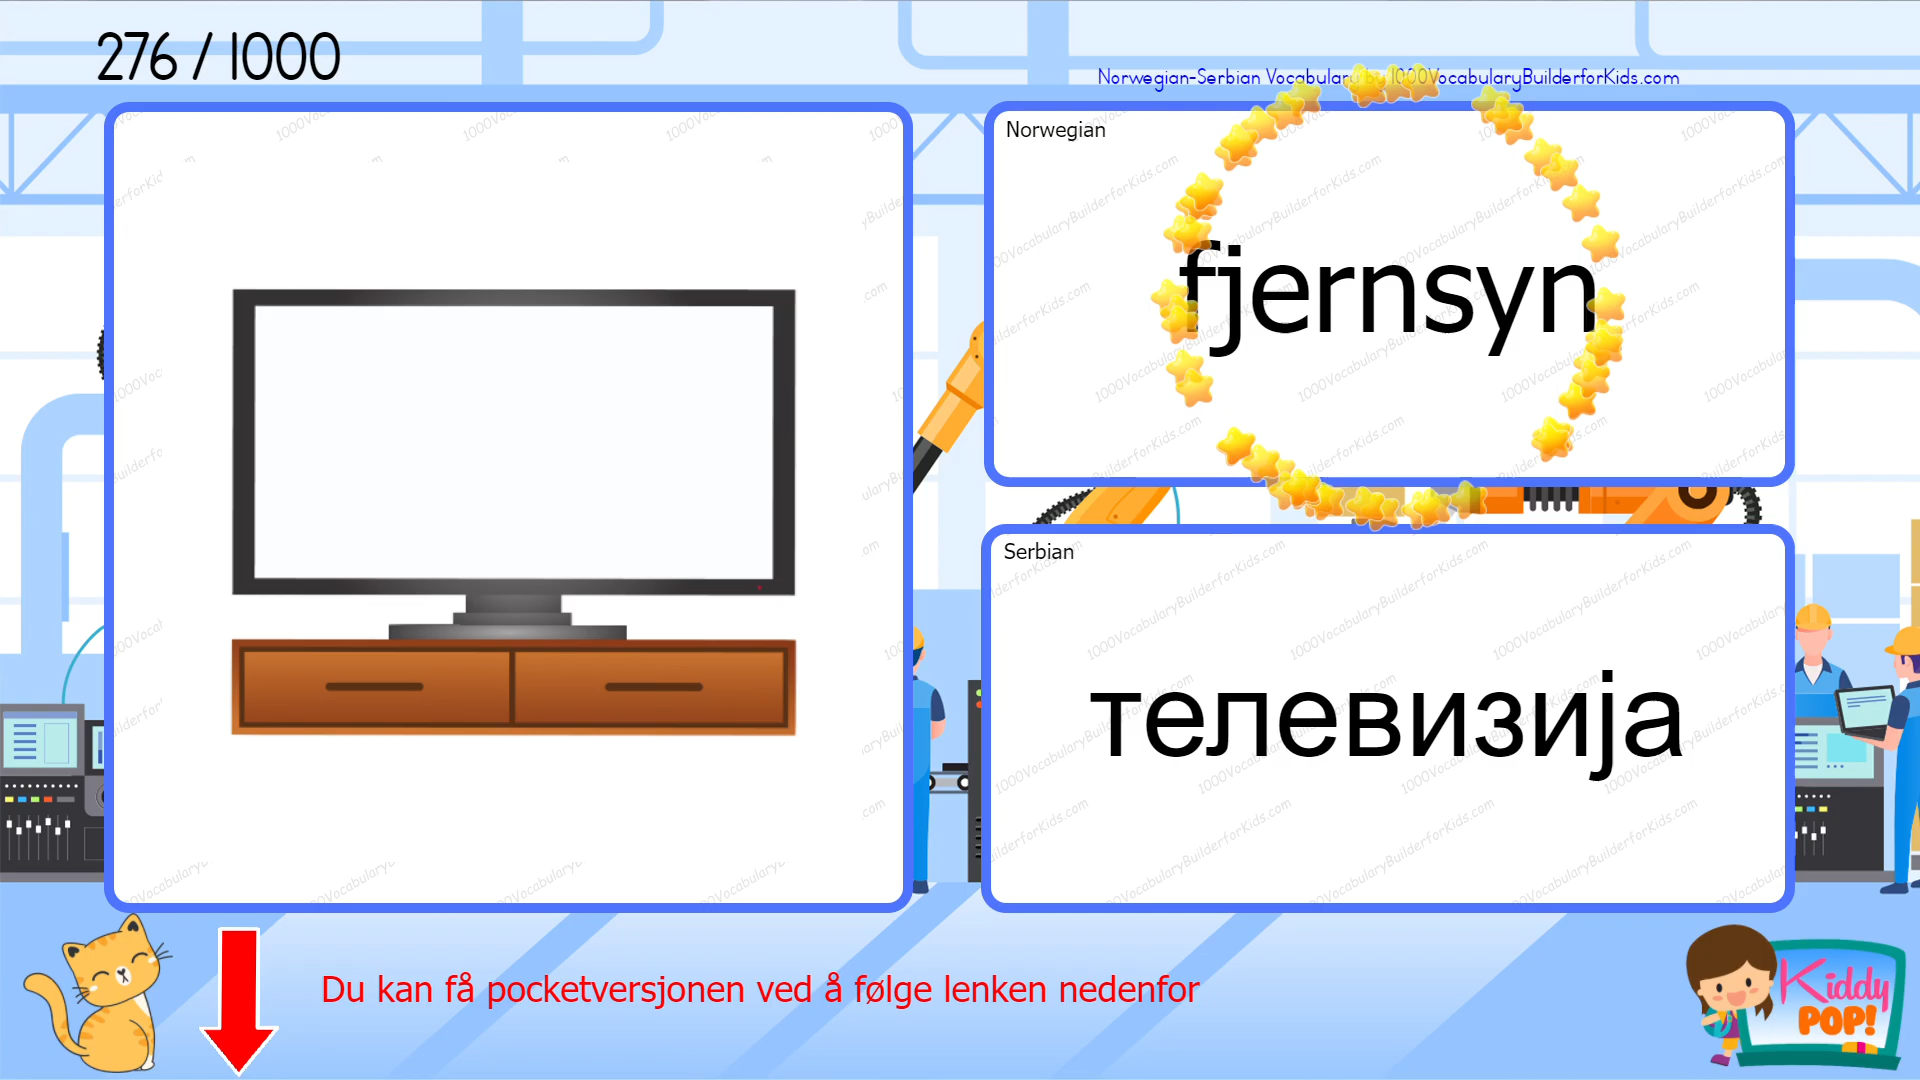 276 / 1000
Norwegian-Serbian Vocabulary by 1000VocabularyBuilderforKids.com
Norwegian
fjernsyn
Serbian
телевизија
Du kan få pocketversjonen ved å følge lenken nedenfor
Kiddy
POP!